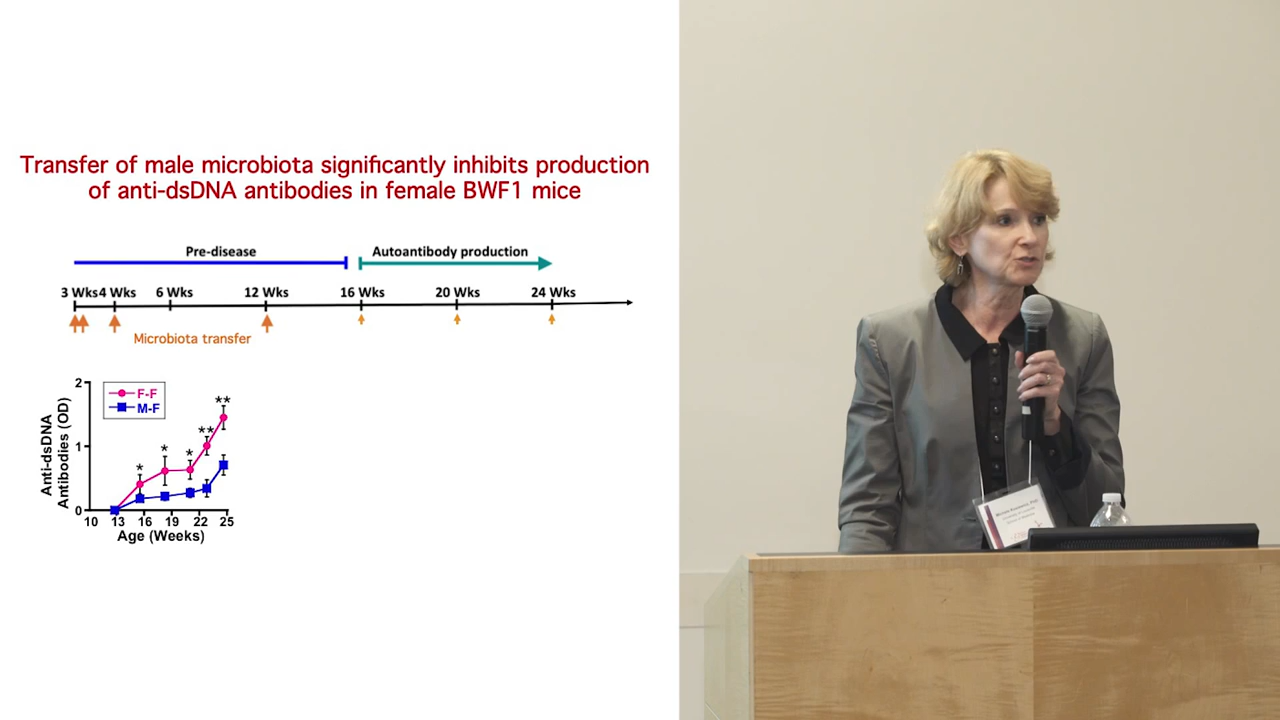 Transfer of male microbiota significantly inhibits production
of anti-dsDNA antibodies in female BWF1 mice
Pre-disease
Autoantibody production
3 Wks 4 Wks 6 Wks 12 Wks 16 Wks 20 Wks 24 Wks
Microbiota transfer
2
1
0
Anti-dsDNA
Antibodies (OD)
F-F
M-F
*
*
*
**
**
10 13 16 19 22 25
Age (Weeks)